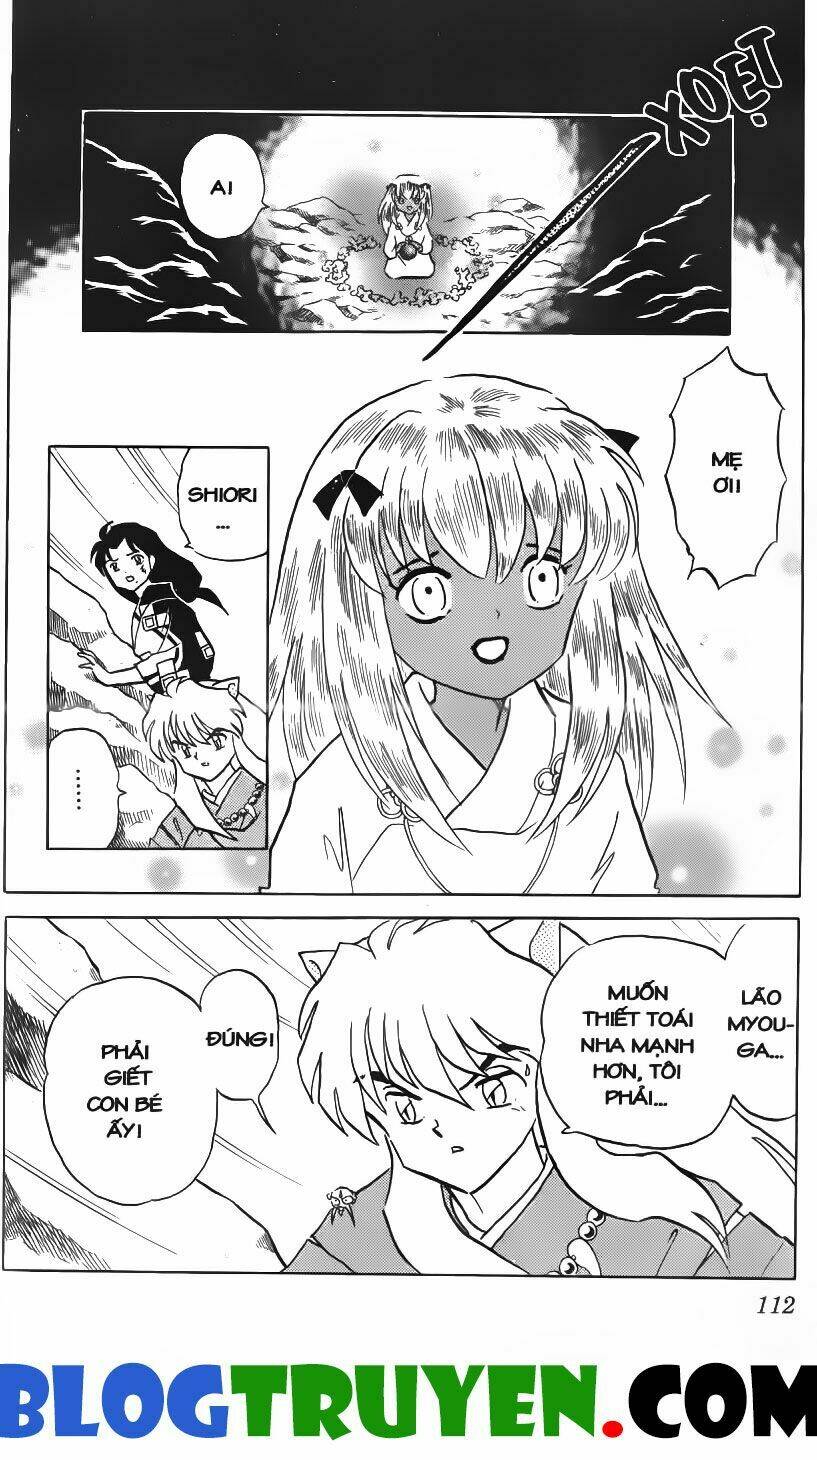 XOẸT
A!
MẸ
ƠI!
SHIORI
...
......
LÃO
MYOU-
GA...
MUỐN
THIẾT TOÁI
NHA MẠNH
HƠN, TÔI
PHẢI...
ĐÚNG!
PHẢI
GIẾT
CON BÉ
ẤY!
112
BLOGTRUYEN.COM